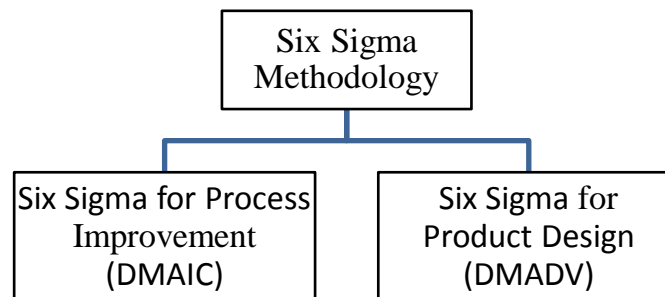 Six Sigma
Methodology
Six Sigma for Process
Improvement
(DMAIC)
Six Sigma for
Product Design
(DMADV)